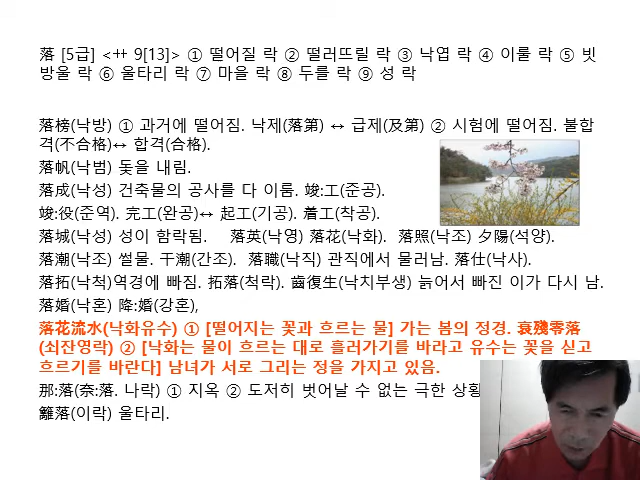 落 [5급] <艹 9[13]> ① 떨어질 락 ② 떨러뜨릴 락 ③ 낙엽 락 ④ 이룰 락 ⑤ 빗
방울 락 ⑥ 울타리 락 ⑦ 마을 락 ⑧ 두를 락 ⑨ 성 락
落榜(낙방) ① 과거에 떨어짐. 낙제(落第) ↔ 급제(及第) ② 시험에 떨어짐. 불합
격(不合格)↔ 합격(合格).
落帆(낙범) 돛을 내림.
落成(낙성) 건축물의 공사를 다 이룸. 竣:工(준공).
竣:役(준역). 完工(완공)↔ 起工(기공). 着工(착공).
落城(낙성) 성이 함락됨. 落英(낙영) 落花(낙화). 落照(낙조) 夕陽(석양).
落潮(낙조) 썰물. 干潮(간조). 落職(낙직) 관직에서 물러남. 落仕(낙사).
落拓(낙척)역경에 빠짐. 拓落(척락). 齒復生(낙치부생) 늙어서 빠진 이가 다시 남.
落婚(낙혼) 降:婚(강혼),
落花流水(낙화유수) ① [떨어지는 꽃과 흐르는 물] 가는 봄의 정경. 衰殘零落
(쇠잔영락) ② [낙화는 물이 흐르는 대로 흘러가기를 바라고 유수는 꽃을 싣고
흐르기를 바란다] 남녀가 서로 그리는 정을 가지고 있음.
那:落(奈:落. 나락) ① 지옥 ② 도저히 벗어날 수 없는 극한 상황
籬落(이락) 울타리.